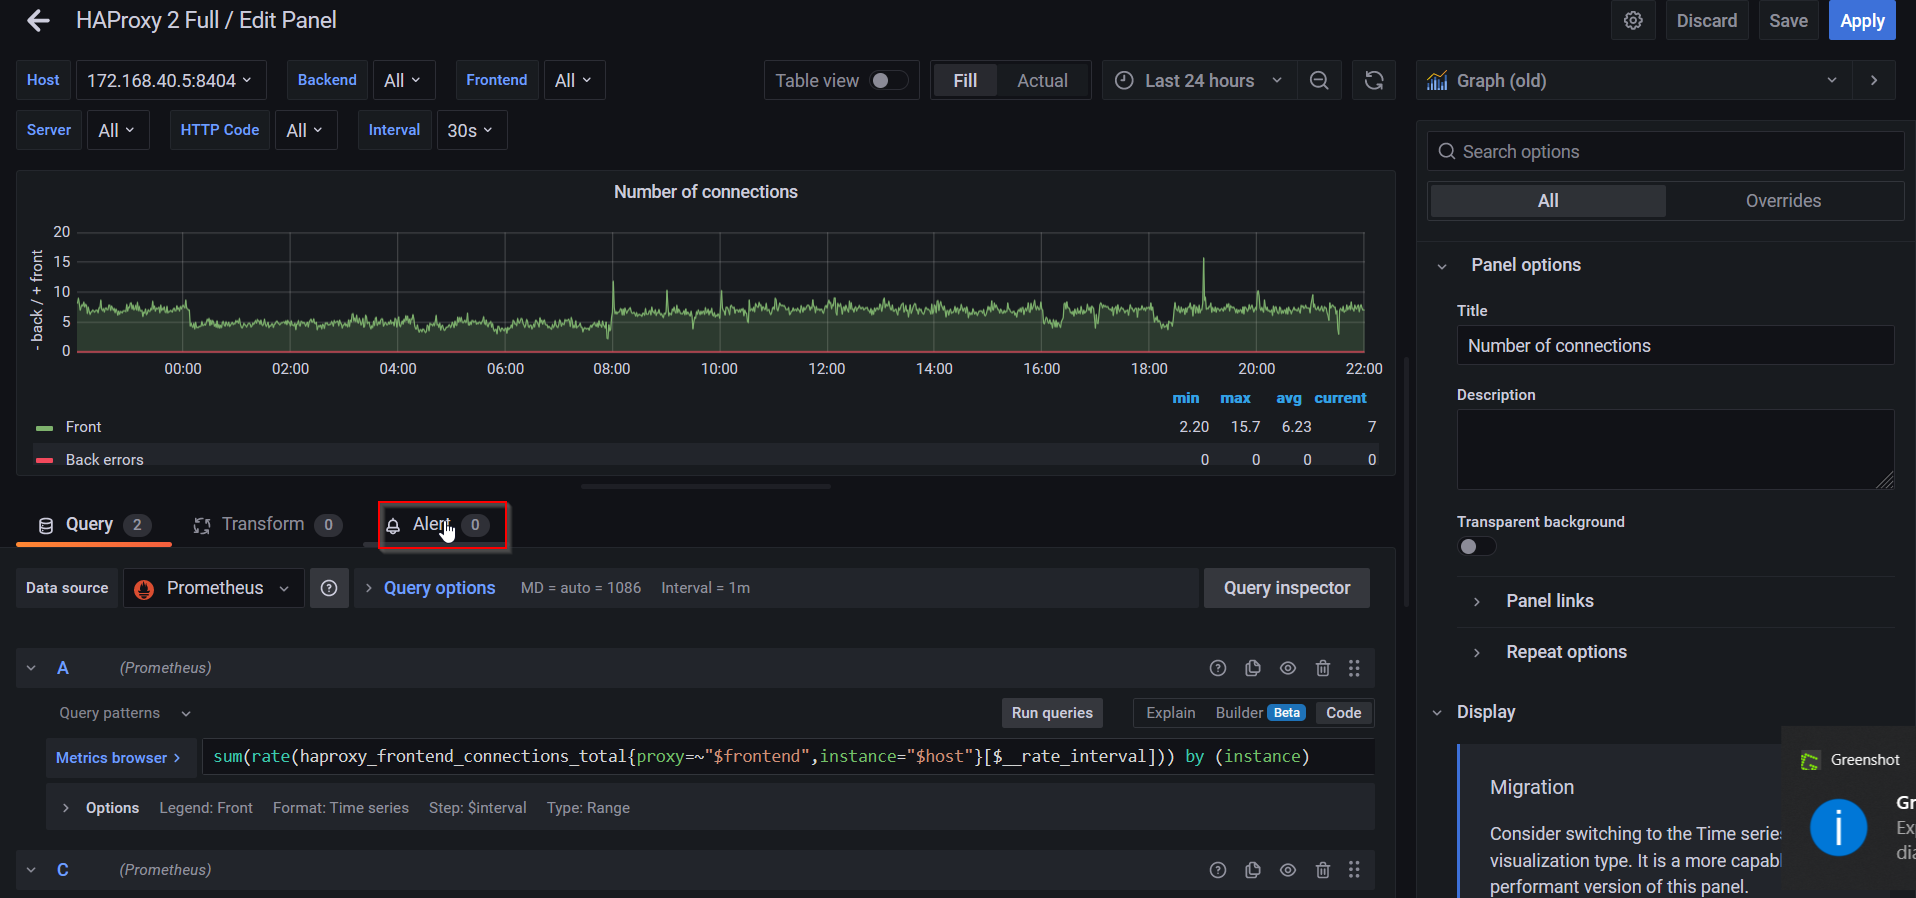 HAProxy 2 Full / Edit Panel
Discard
Save
Apply
Host
172.168.40.5:8404
Backend
All
Frontend
All
Table view
Fill
Actual
Last 24 hours
Graph (old)
Server
All
HTTP Code
All
Interval
30s
Search options
All
Overrides
Number of connections
- back / + front
20
15
10
5
0
00:00
02:00
04:00
06:00
08:00
10:00
12:00
14:00
16:00
18:00
20:00
22:00
min max avg current
Front 2.20 15.7 6.23 7
Back errors 0 0 0 0
Panel options
Title
Number of connections
Description
Transparent background
Panel links
Repeat options
Display
Migration
Consider switching to the Time series
visualization type. It is a more capabl
performant version of this panel.
Query 2
Transform 0
Alert 0
Data source
Prometheus
Query options
MD = auto = 1086
Interval = 1m
Query inspector
A
(Prometheus)
Query patterns
Run queries
Explain
Builder
Beta
Code
Metrics browser >
sum(rate(haproxy_frontend_connections_total{proxy=~"$frontend",instance="$host"}[$__rate_interval])) by (instance)
Options
Legend: Front
Format: Time series
Step: $interval
Type: Range
C
(Prometheus)
Greenshot
Gr
Ex
dia